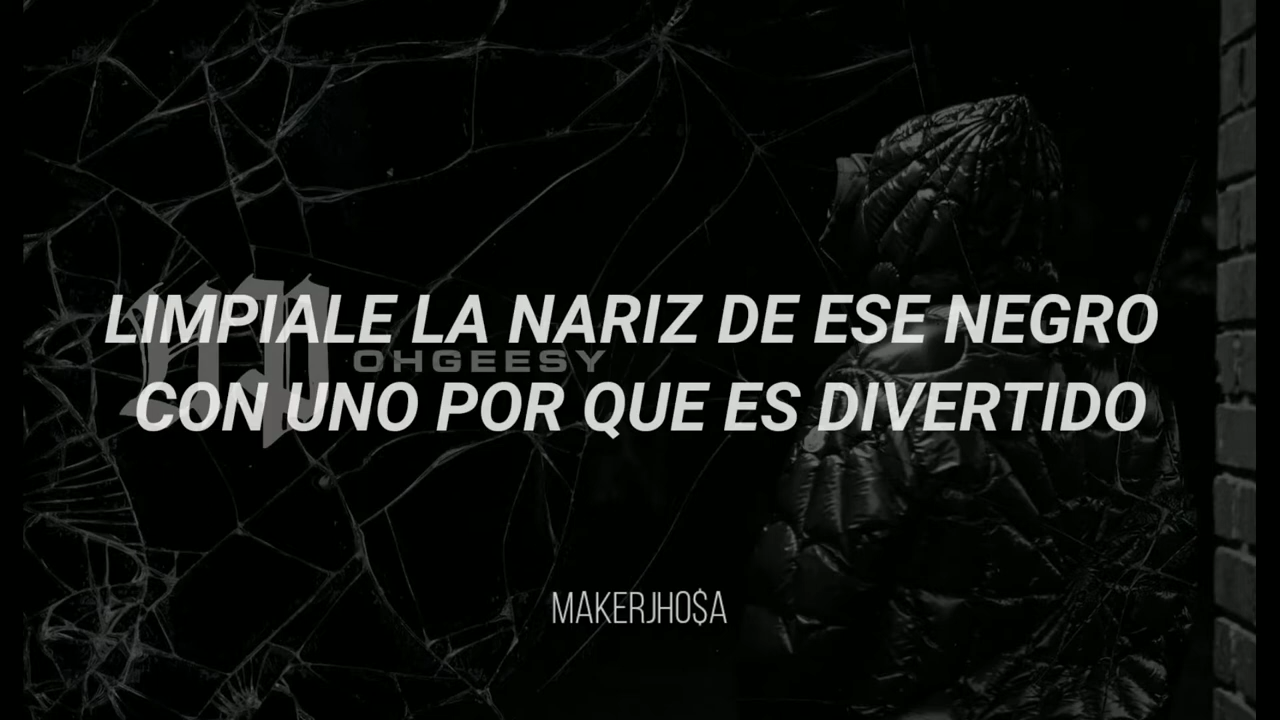 LIMPIALE LA NARIZ DE ESE NEGRO
OHGEESY
CON UNO POR QUE ES DIVERTIDO
MAKERJHO$A